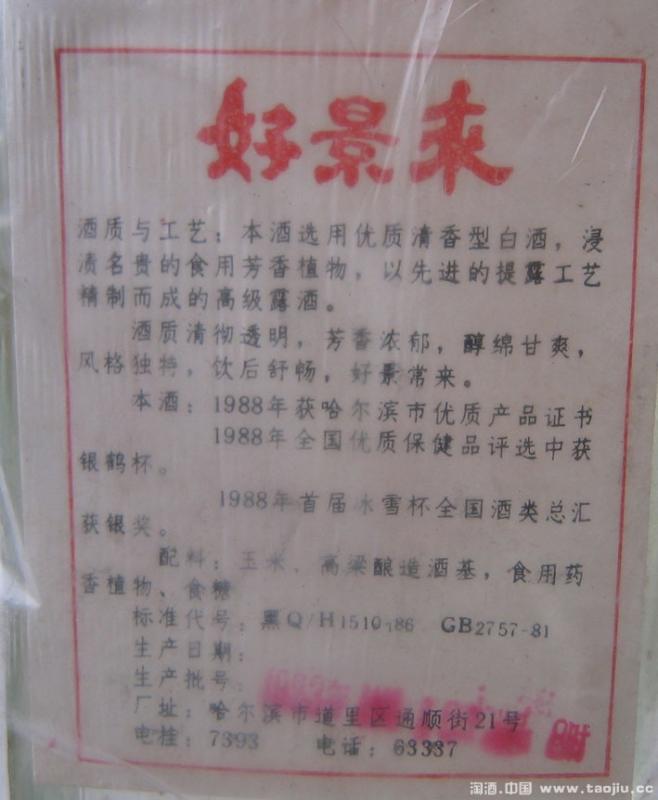 好景来
酒质与工艺：本酒选用优质清香型白酒，浸
渍名贵的食用芳香植物，以先进的提露工艺
精制而成的高级露酒。
酒质清彻透明，芳香浓郁，醇绵甘爽，
风格独特，饮后舒畅，好景常来。
本酒：1988年获哈尔滨市优质产品证书
1988年全国优质保健品评选中获
银鹤杯。
1988年首届冰雪杯全国酒类总汇
获银奖。
配料：玉米、高粱酿造酒基，食用药
香植物、食糖
标准代号：黑Q/H1510-86 GB2757-81
生产日期：
生产批号：
厂址：哈尔滨市道里区通顺街21号
电挂：7393 电话：63337
淘酒.中国 www.taojiu.cc